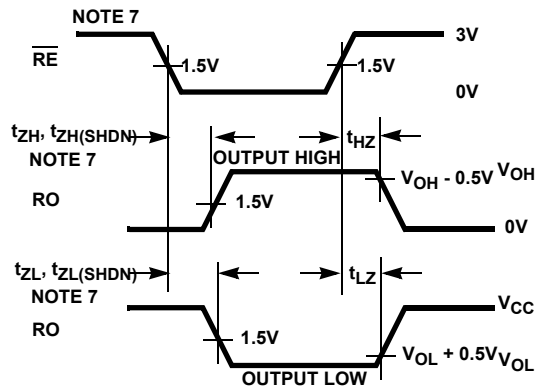 NOTE 7
3V
RE
1.5V
1.5V
0V
tZH, tZH(SHDN)
tHZ
NOTE 7
OUTPUT HIGH
VOH
VOH - 0.5V
RO
1.5V
0V
tZL, tZL(SHDN)
tLZ
NOTE 7
VCC
RO
1.5V
VOL + 0.5V
VOL
OUTPUT LOW